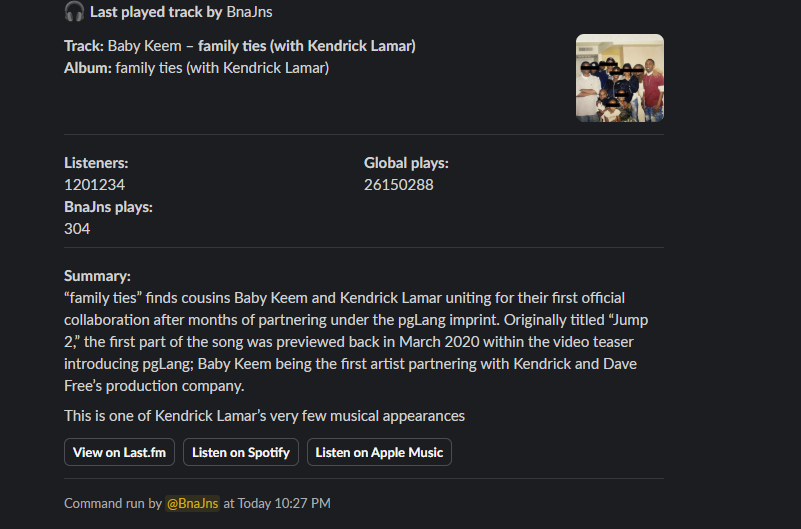 Last played track by BnaJns
Track: Baby Keem – family ties (with Kendrick Lamar)
Album: family ties (with Kendrick Lamar)
Listeners:
1201234
Global plays:
26150288
BnaJns plays:
304
Summary:
“family ties” finds cousins Baby Keem and Kendrick Lamar uniting for their first official
collaboration after months of partnering under the pgLang imprint. Originally titled “Jump
2,” the first part of the song was previewed back in March 2020 within the video teaser
introducing pgLang; Baby Keem being the first artist partnering with Kendrick and Dave
Free’s production company.
This is one of Kendrick Lamar’s very few musical appearances
View on Last.fm
Listen on Spotify
Listen on Apple Music
Command run by @BnaJns at Today 10:27 PM